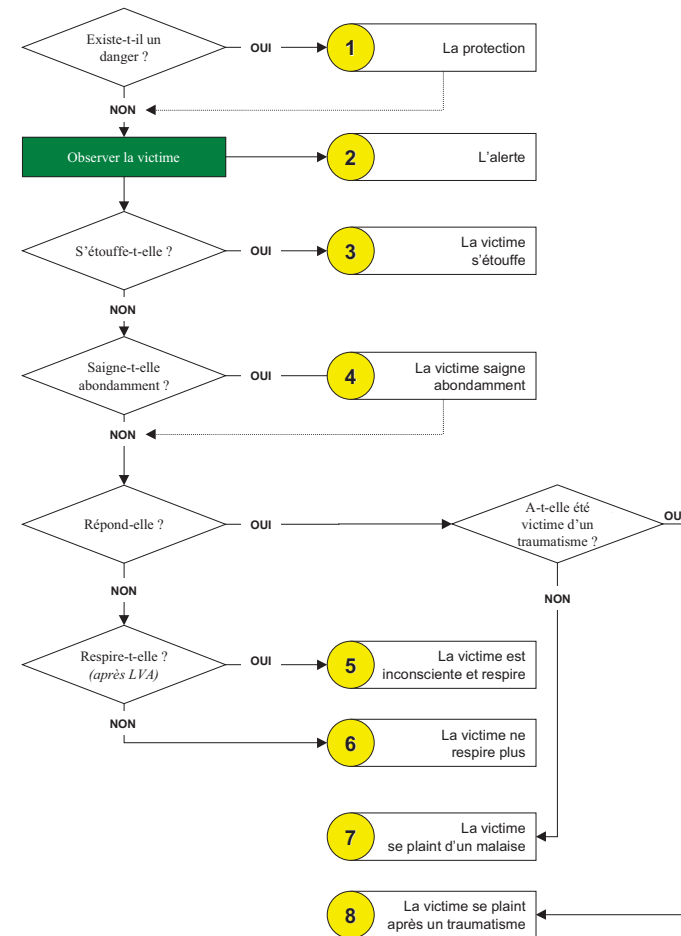 Existe-t-il un
danger ?
OUI
1
La protection
NON
Observer la victime
2
L'alerte
S'étouffe-t-elle ?
OUI
3
La victime
s'étouffe
NON
Saigne-t-elle
abondamment ?
OUI
4
La victime saigne
abondamment
NON
Répond-elle ?
OUI
A-t-elle été
victime d'un
traumatisme ?
OU
NON
NON
Respire-t-elle ?
(après LVA)
OUI
5
La victime est
inconsciente et respire
NON
6
La victime ne
respire plus
7
La victime
se plaint d'un malaise
8
La victime se plaint
après un traumatisme